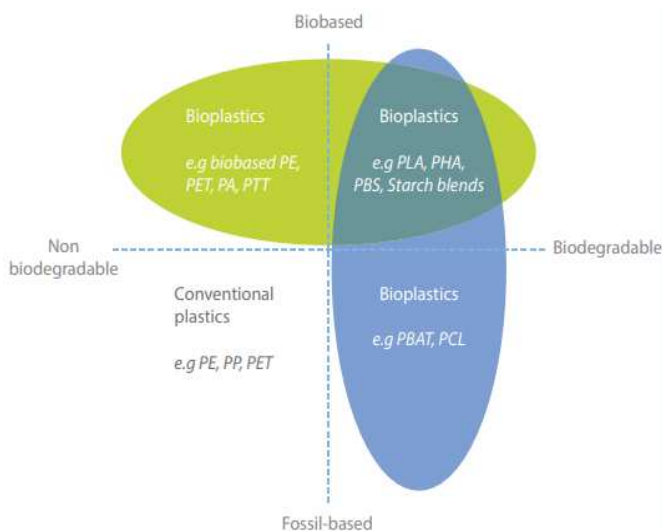 Biobased
Bioplastics
e.g biobased PE,
PET, PA, PTT
Bioplastics
e.g PLA, PHA,
PBS, Starch blends
Non
biodegradable
Biodegradable
Conventional
plastics
e.g PE, PP, PET
Bioplastics
e.g PBAT, PCL
Fossil-based